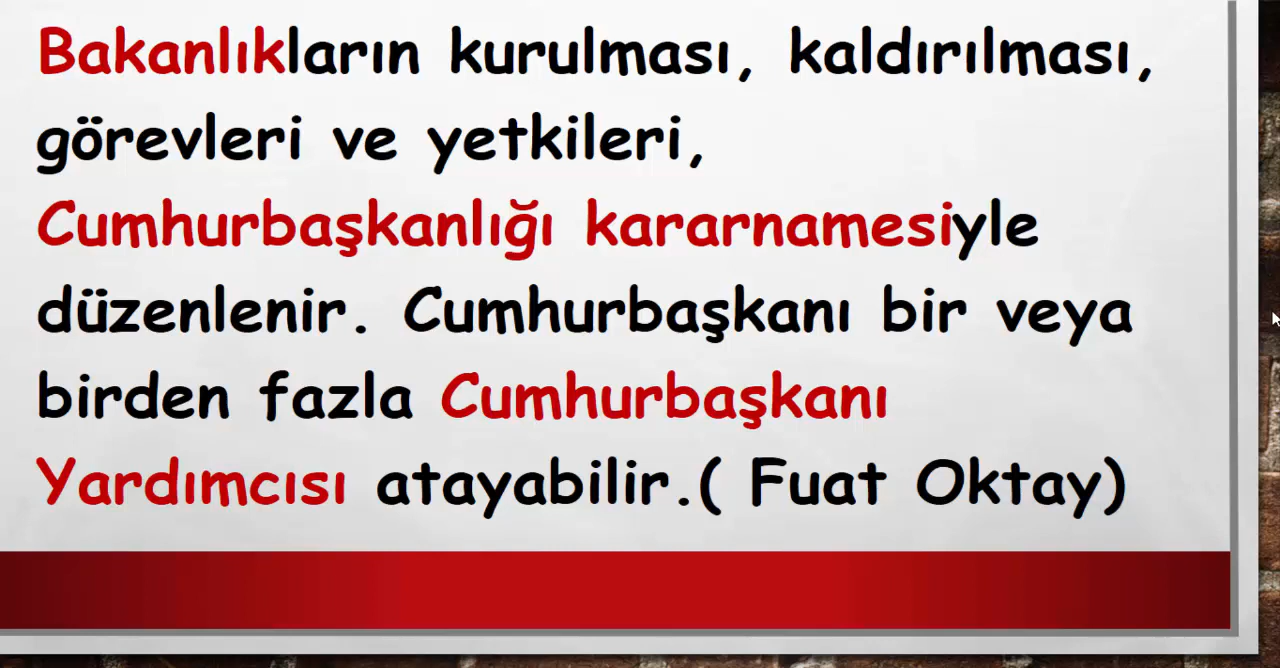 Bakanlıkların kurulması, kaldırılması,
görevleri ve yetkileri,
Cumhurbaşkanlığı kararnamesiyle
düzenlenir. Cumhurbaşkanı bir veya
birden fazla Cumhurbaşkanı
Yardımcısı atayabilir.( Fuat Oktay)